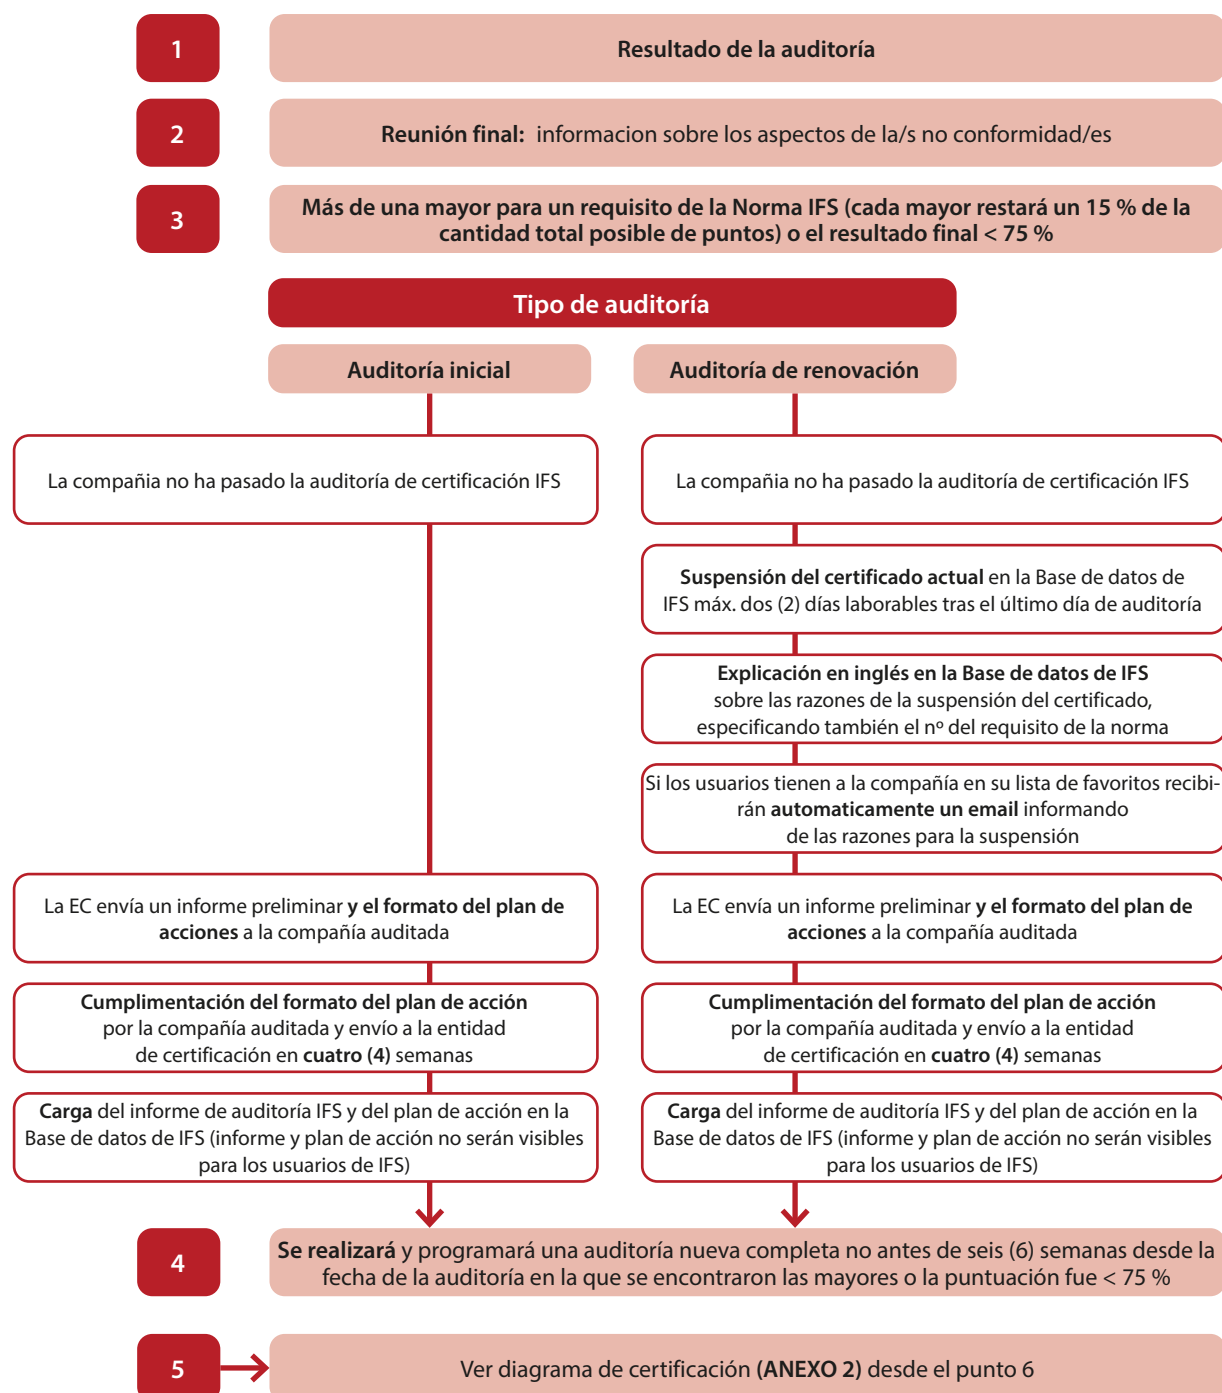 1
Resultado de la auditoría
2
Reunión final: informacion sobre los aspectos de la/s no conformidad/es
3
Más de una mayor para un requisito de la Norma IFS (cada mayor restará un 15 % de la
cantidad total posible de puntos) o el resultado final < 75 %
Tipo de auditoría
Auditoría inicial
Auditoría de renovación
La compañia no ha pasado la auditoría de certificación IFS
La compañia no ha pasado la auditoría de certificación IFS
Suspensión del certificado actual en la Base de datos de
IFS máx. dos (2) días laborables tras el último día de auditoría
Explicación en inglés en la Base de datos de IFS
sobre las razones de la suspensión del certificado,
especificando también el nº del requisito de la norma
Si los usuarios tienen a la compañía en su lista de favoritos recibi-
rán automaticamente un email informando
de las razones para la suspensión
La EC envía un informe preliminar y el formato del plan de
acciones a la compañía auditada
La EC envía un informe preliminar y el formato del plan de
acciones a la compañía auditada
Cumplimentación del formato del plan de acción
por la compañía auditada y envío a la entidad
de certificación en cuatro (4) semanas
Cumplimentación del formato del plan de acción
por la compañía auditada y envío a la entidad
de certificación en cuatro (4) semanas
Carga del informe de auditoría IFS y del plan de acción en la
Base de datos de IFS (informe y plan de acción no serán visibles
para los usuarios de IFS)
Carga del informe de auditoría IFS y del plan de acción en la
Base de datos de IFS (informe y plan de acción no serán visibles
para los usuarios de IFS)
4
Se realizará y programará una auditoría nueva completa no antes de seis (6) semanas desde la
fecha de la auditoría en la que se encontraron las mayores o la puntuación fue < 75 %
5
Ver diagrama de certificación (ANEXO 2) desde el punto 6